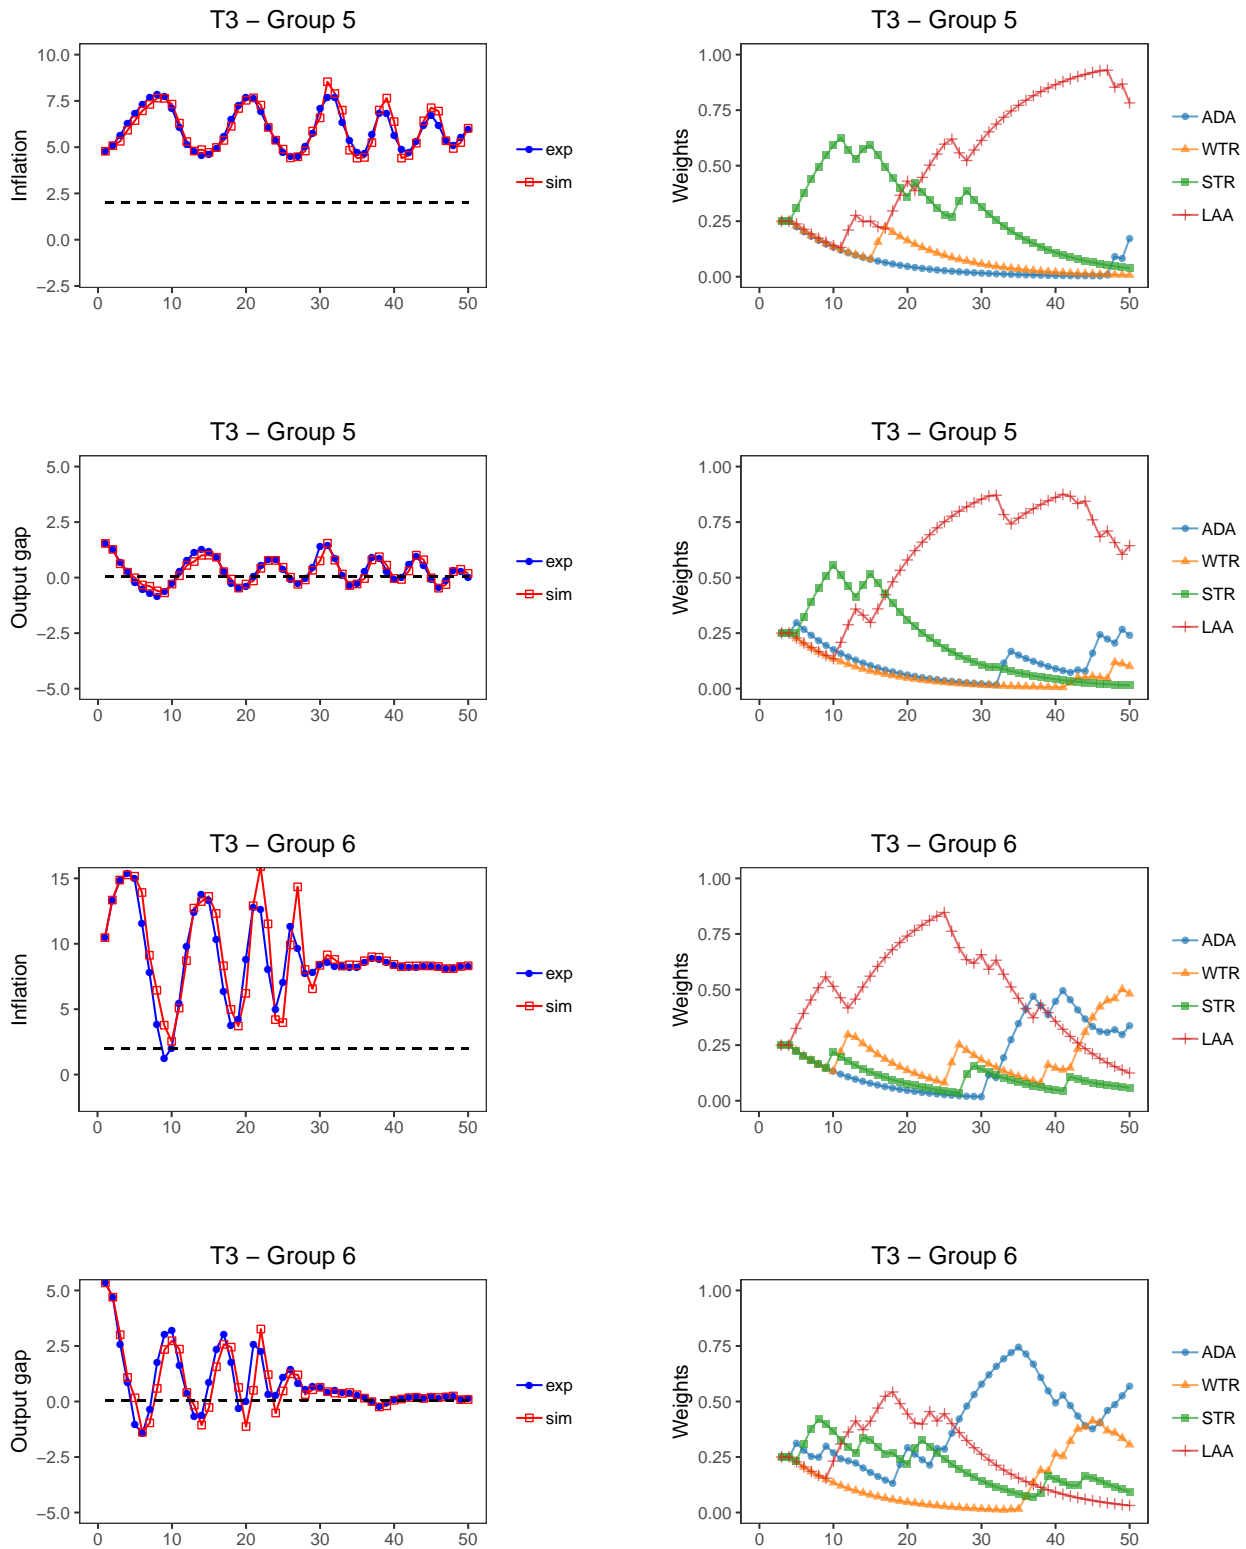 T3 – Group 5
10.0
7.5
5.0
2.5
0.0
−2.5
Inflation
0 10 20 30 40 50
exp
sim
T3 – Group 5
1.00
0.75
0.50
0.25
0.00
Weights
0 10 20 30 40 50
ADA
WTR
STR
LAA
T3 – Group 5
5.0
2.5
0.0
−2.5
−5.0
Output gap
0 10 20 30 40 50
exp
sim
T3 – Group 5
1.00
0.75
0.50
0.25
0.00
Weights
0 10 20 30 40 50
ADA
WTR
STR
LAA
T3 – Group 6
15
10
5
0
Inflation
0 10 20 30 40 50
exp
sim
T3 – Group 6
1.00
0.75
0.50
0.25
0.00
Weights
0 10 20 30 40 50
ADA
WTR
STR
LAA
T3 – Group 6
5.0
2.5
0.0
−2.5
−5.0
Output gap
0 10 20 30 40 50
exp
sim
T3 – Group 6
1.00
0.75
0.50
0.25
0.00
Weights
0 10 20 30 40 50
ADA
WTR
STR
LAA